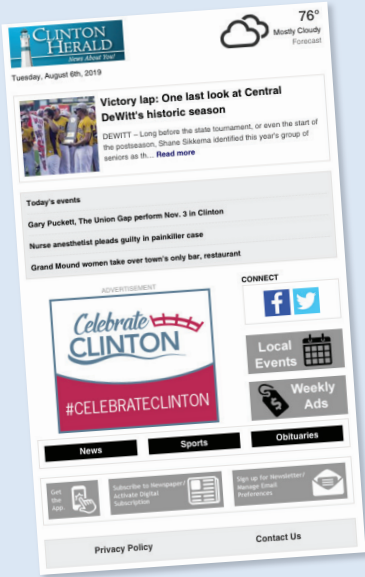 CLINTON
HERALD
News About You!
76°
Mostly Cloudy
Forecast
Tuesday, August 6th, 2019
Victory lap: One last look at Central
DeWitt's historic season
DEWITT – Long before the state tournament, or even the start of
the postseason, Shane Sikkema identified this year's group of
seniors as th... Read more
Today's events
Gary Puckett, The Union Gap perform Nov. 3 in Clinton
Nurse anesthetist pleads guilty in painkiller case
Grand Mound women take over town's only bar, restaurant
ADVERTISEMENT
Celebrate
CLINTON
#CELEBRATECLINTON
CONNECT
Local
Events
Weekly
Ads
News
Sports
Obituaries
Get
the
App.
Subscribe to Newspaper/
Activate Digital
Subscription
Sign up for Newsletter/
Manage Email
Preferences
Privacy Policy
Contact Us